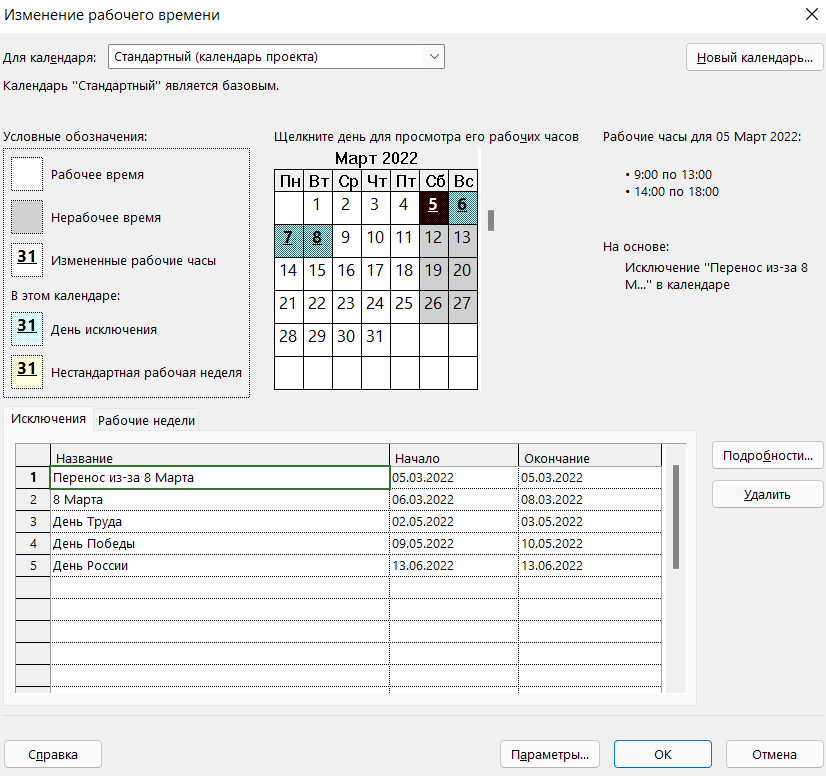 Изменение рабочего времени
Для календаря: Стандартный (календарь проекта)
Новый календарь...
Календарь "Стандартный" является базовым.
Условные обозначения:
Рабочее время
Нерабочее время
31 Измененные рабочие часы
В этом календаре:
31 День исключения
31 Нестандартная рабочая неделя
Щелкните день для просмотра его рабочих часов
Март 2022
Пн Вт Ср Чт Пт Сб Вс
1 2 3 4 5 6
7 8 9 10 11 12 13
14 15 16 17 18 19 20
21 22 23 24 25 26 27
28 29 30 31
Рабочие часы для 05 Март 2022:
• 9:00 по 13:00
• 14:00 по 18:00
На основе:
Исключение "Перенос из-за 8
М..." в календаре
Исключения Рабочие недели
Название Начало Окончание
1 Перенос из-за 8 Марта 05.03.2022 05.03.2022
2 8 Марта 06.03.2022 08.03.2022
3 День Труда 02.05.2022 03.05.2022
4 День Победы 09.05.2022 10.05.2022
5 День России 13.06.2022 13.06.2022
Подробности...
Удалить
Справка
Параметры...
ОК
Отмена